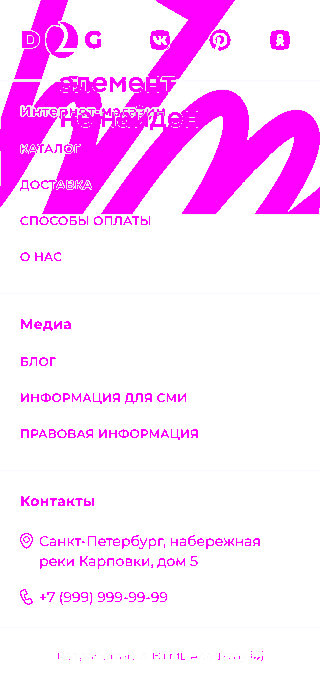 DOG
элемент
не найден
Интернет-магазин
КАТАЛОГ
ДОСТАВКА
СПОСОБЫ ОПЛАТЫ
О НАС
Медиа
БЛОГ
ИНФОРМАЦИЯ ДЛЯ СМИ
ПРАВОВАЯ ИНФОРМАЦИЯ
Контакты
Санкт-Петербург, набережная
реки Карповки, дом 5
+7 (999) 999-99-99